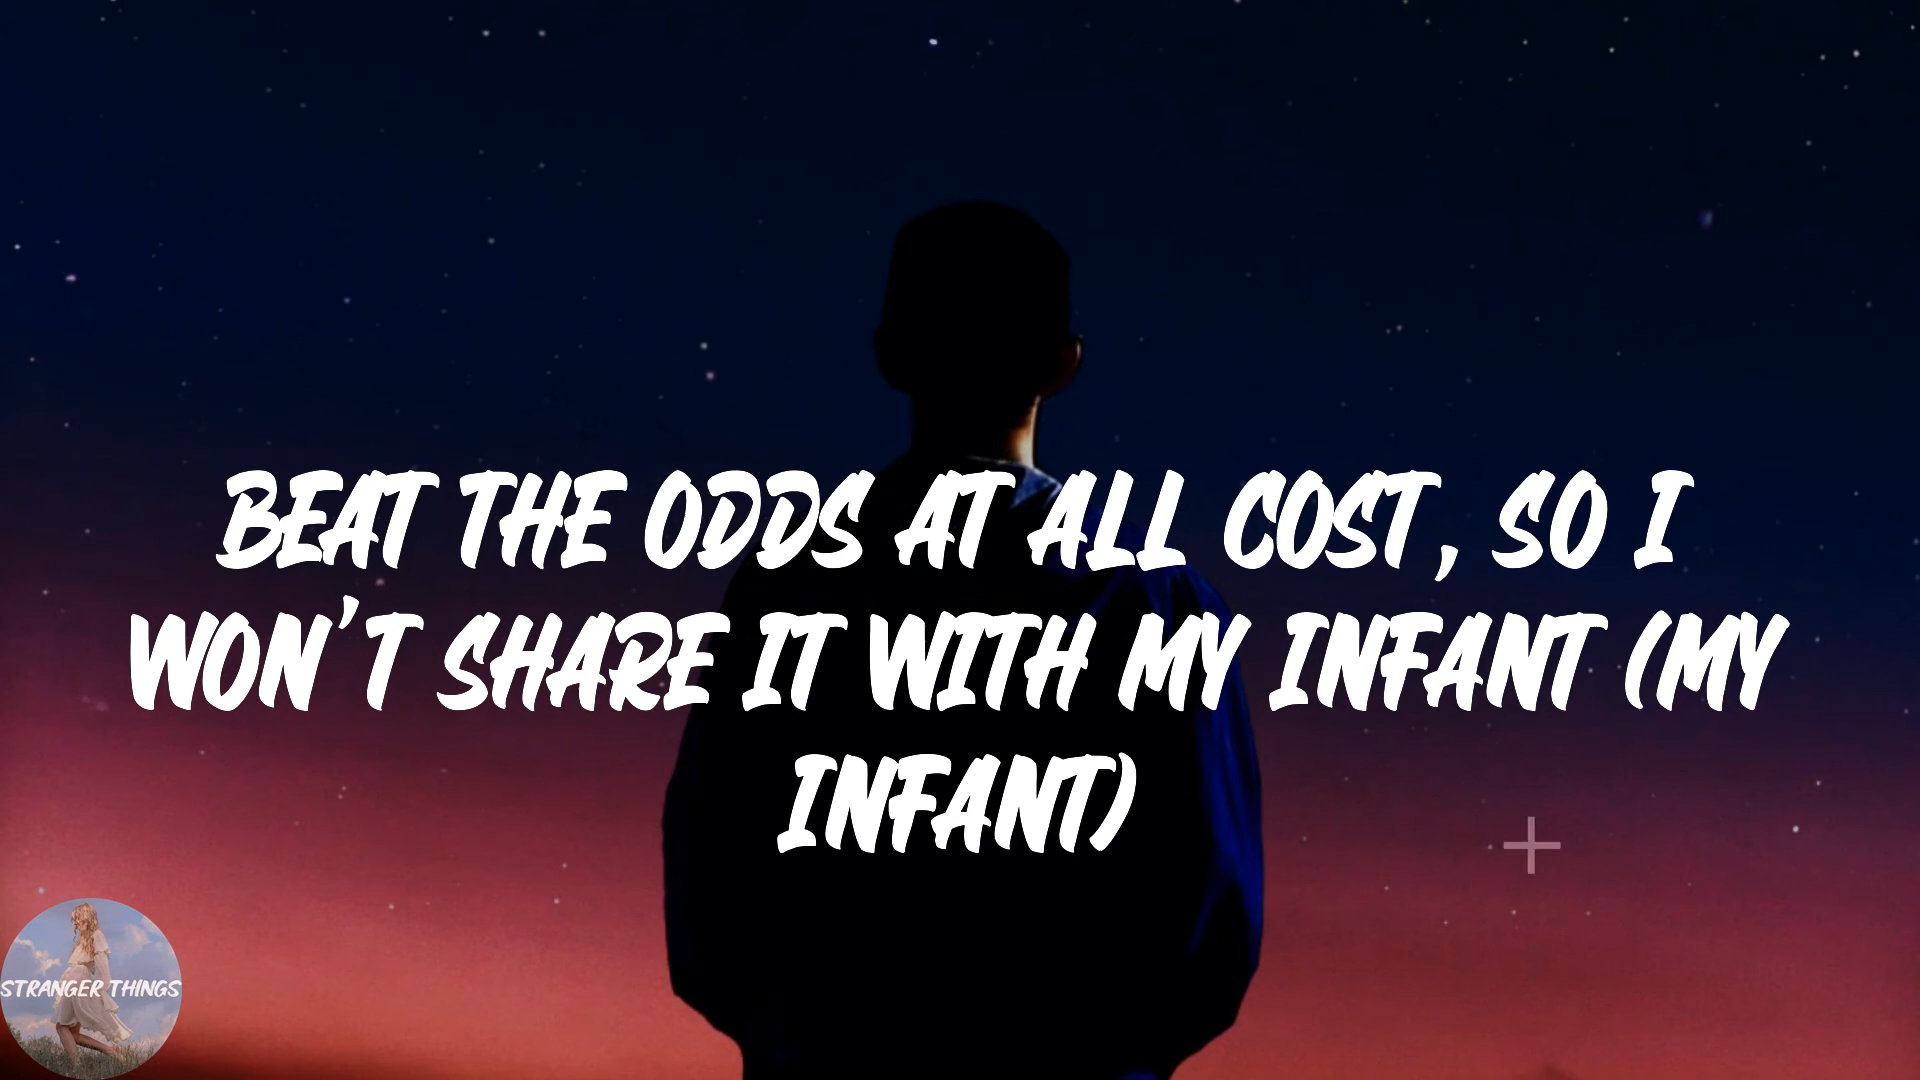 BEAT THE ODDS AT ALL COST, SO I
WON'T SHARE IT WITH MY INFANT (MY
INFANT)
STRANGER THINGS